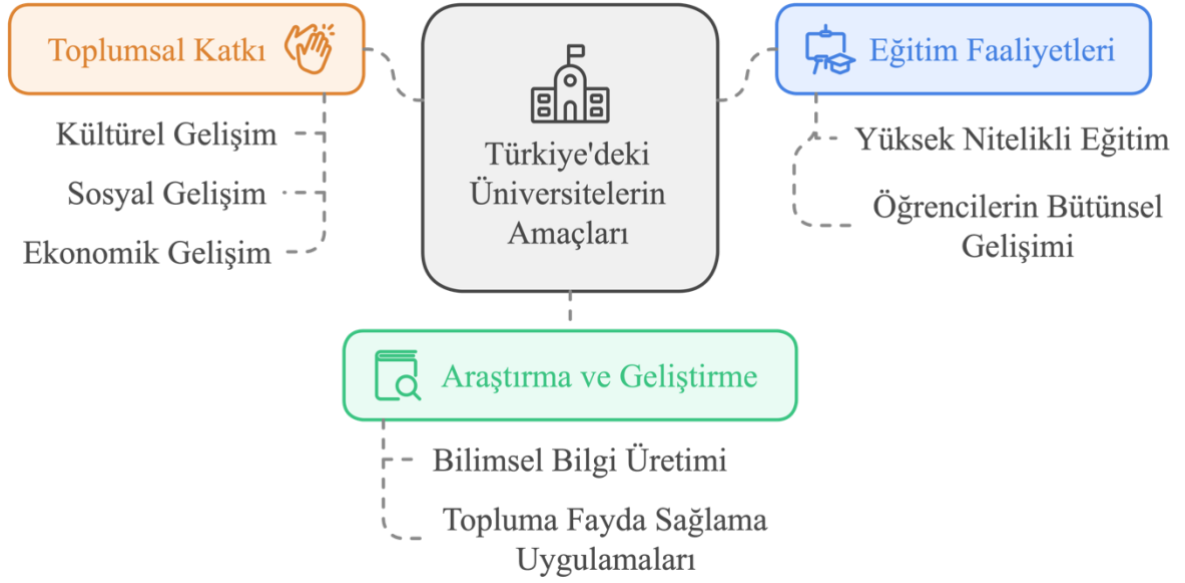 Toplumsal Katkı
Kültürel Gelişim
Sosyal Gelişim
Ekonomik Gelişim
Türkiye'deki
Üniversitelerin
Amaçları
Eğitim Faaliyetleri
Yüksek Nitelikli Eğitim
Öğrencilerin Bütünsel
Gelişimi
Araştırma ve Geliştirme
Bilimsel Bilgi Üretimi
Topluma Fayda Sağlama
Uygulamaları